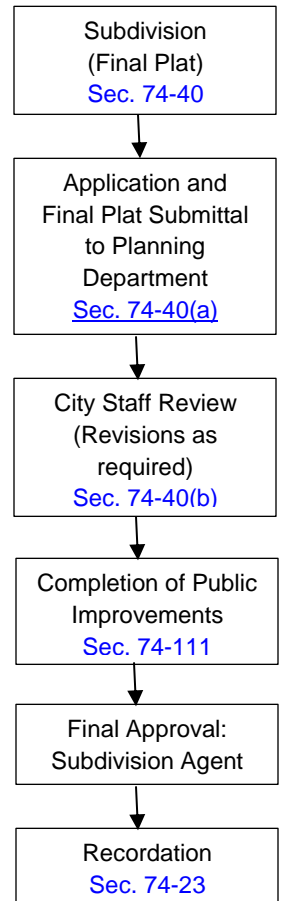 Subdivision
(Final Plat)
Sec. 74-40
Application and
Final Plat Submittal
to Planning
Department
Sec. 74-40(a)
City Staff Review
(Revisions as
required)
Sec. 74-40(b)
Completion of Public
Improvements
Sec. 74-111
Final Approval:
Subdivision Agent
Recordation
Sec. 74-23